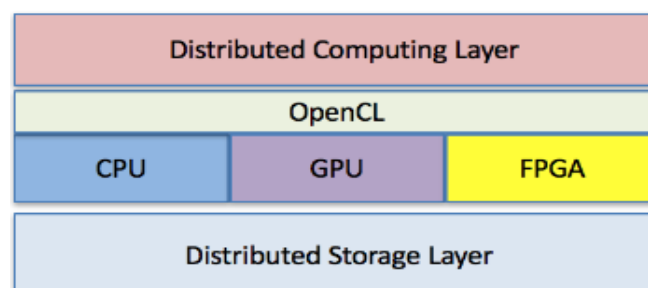 Distributed Computing Layer
OpenCL
CPU GPU FPGA
Distributed Storage Layer